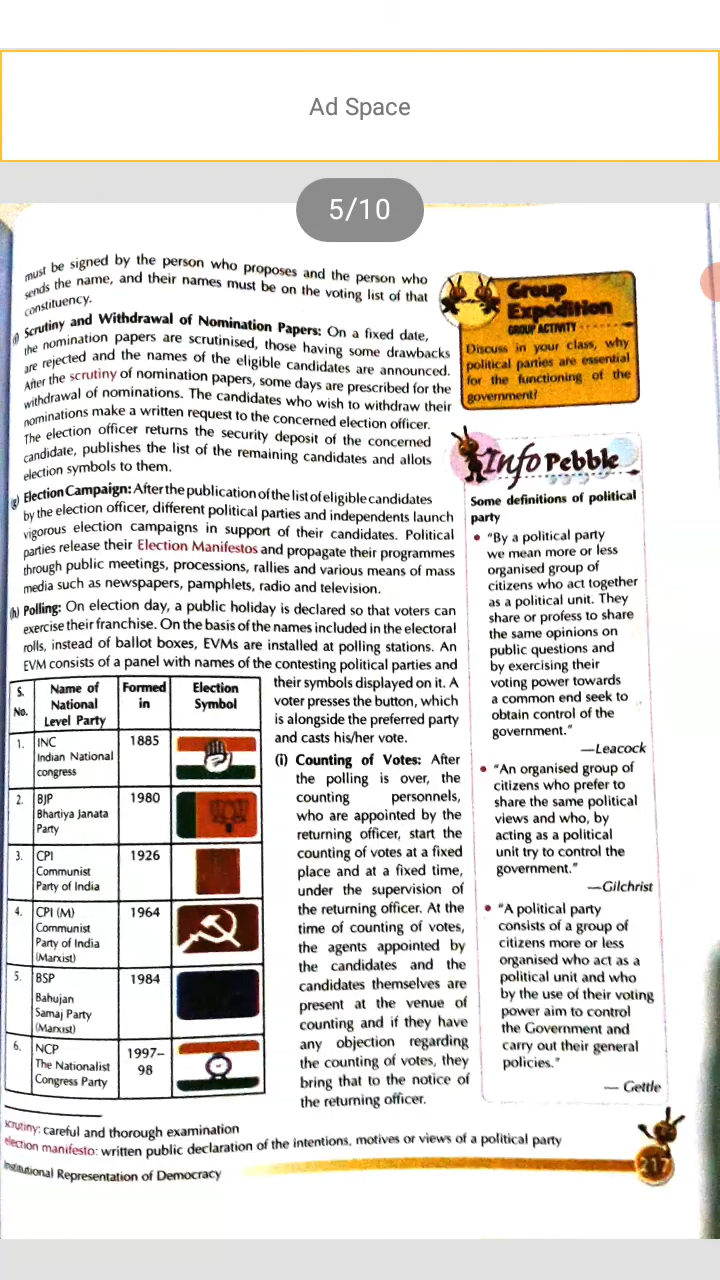 Ad Space
5/10
must be signed by the person who proposes and the person who
sends the name, and their names must be on the voting list of that
constituency.
Scrutiny and Withdrawal of Nomination Papers: On a fixed date,
the nomination papers are scrutinised, those having some drawbacks
are rejected and the names of the eligible candidates are announced.
After the scrutiny of nomination papers, some days are prescribed for the
withdrawal of nominations. The candidates who wish to withdraw their
nominations make a written request to the concerned election officer.
The election officer returns the security deposit of the concerned
candidate, publishes the list of the remaining candidates and allots
election symbols to them.
(g) Election Campaign: After the publication of the list of eligible candidates
by the election officer, different political parties and independents launch
vigorous election campaigns in support of their candidates. Political
parties release their Election Manifestos and propagate their programmes
through public meetings, processions, rallies and various means of mass
media such as newspapers, pamphlets, radio and television.
(h) Polling: On election day, a public holiday is declared so that voters can
exercise their franchise. On the basis of the names included in the electoral
rolls, instead of ballot boxes, EVMs are installed at polling stations. An
EVM consists of a panel with names of the contesting political parties and
their symbols displayed on it. A
voter presses the button, which
is alongside the preferred party
and casts his/her vote.
(i) Counting of Votes: After
the polling is over, the
counting personnels,
who are appointed by the
returning officer, start the
counting of votes at a fixed
place and at a fixed time,
under the supervision of
the returning officer. At the
time of counting of votes,
the agents appointed by
the candidates and the
candidates themselves are
present at the venue of
counting and if they have
any objection regarding
the counting of votes, they
bring that to the notice of
the returning officer.
S. No.
Name of National Level Party
Formed in
Election Symbol
1.
INC
Indian National
congress
1885
2.
BJP
Bhartiya Janata
Party
1980
3.
CPI
Communist
Party of India
1926
4.
CPI (M)
Communist
Party of India
(Marxist)
1964
5.
BSP
Bahujan
Samaj Party
(Marxist)
1984
6.
NCP
The Nationalist
Congress Party
1997–
98
Group
Expedition
GROUP ACTIVITY
Discuss in your class, why
political parties are essential
for the functioning of the
government?
Info Pebble
Some definitions of political
party
• "By a political party
we mean more or less
organised group of
citizens who act together
as a political unit. They
share or profess to share
the same opinions on
public questions and
by exercising their
voting power towards
a common end seek to
obtain control of the
government."
—Leacock
• "An organised group of
citizens who prefer to
share the same political
views and who, by
acting as a political
unit try to control the
government."
—Gilchrist
• "A political party
consists of a group of
citizens more or less
organised who act as a
political unit and who
by the use of their voting
power aim to control
the Government and
carry out their general
policies."
— Gettle
scrutiny: careful and thorough examination
election manifesto: written public declaration of the intentions, motives or views of a political party
Institutional Representation of Democracy
217